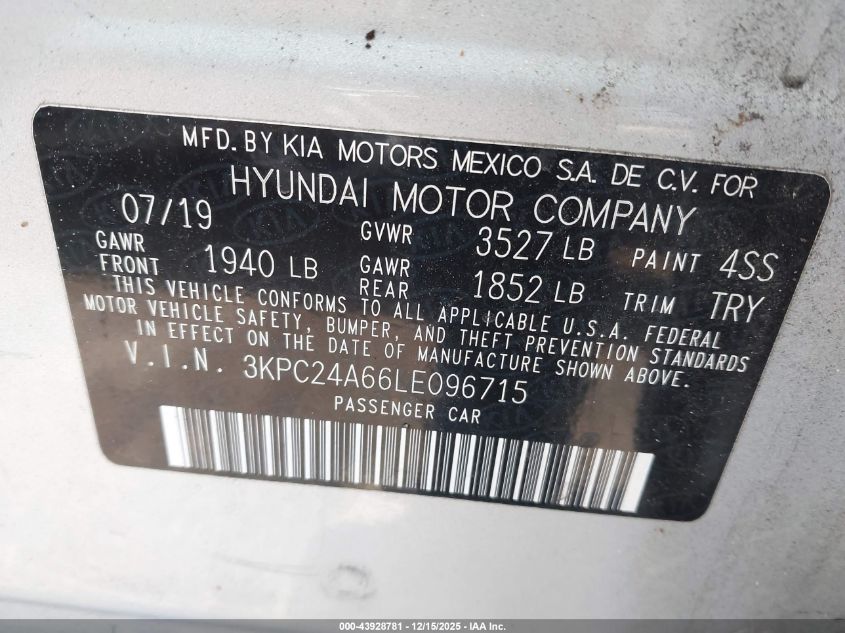 MFD. BY KIA MOTORS MEXICO S.A. DE C.V. FOR
HYUNDAI MOTOR COMPANY
07/19 GVWR 3527 LB PAINT 4SS
GAWR FRONT 1940 LB GAWR REAR 1852 LB TRIM TRY
THIS VEHICLE CONFORMS TO ALL APPLICABLE U.S.A. FEDERAL
MOTOR VEHICLE SAFETY, BUMPER, AND THEFT PREVENTION STANDARDS
IN EFFECT ON THE DATE OF MANUFACTURE SHOWN ABOVE.
V.I.N. 3KPC24A66LE096715
PASSENGER CAR
000-43928781 - 12/15/2025 - IAA Inc.